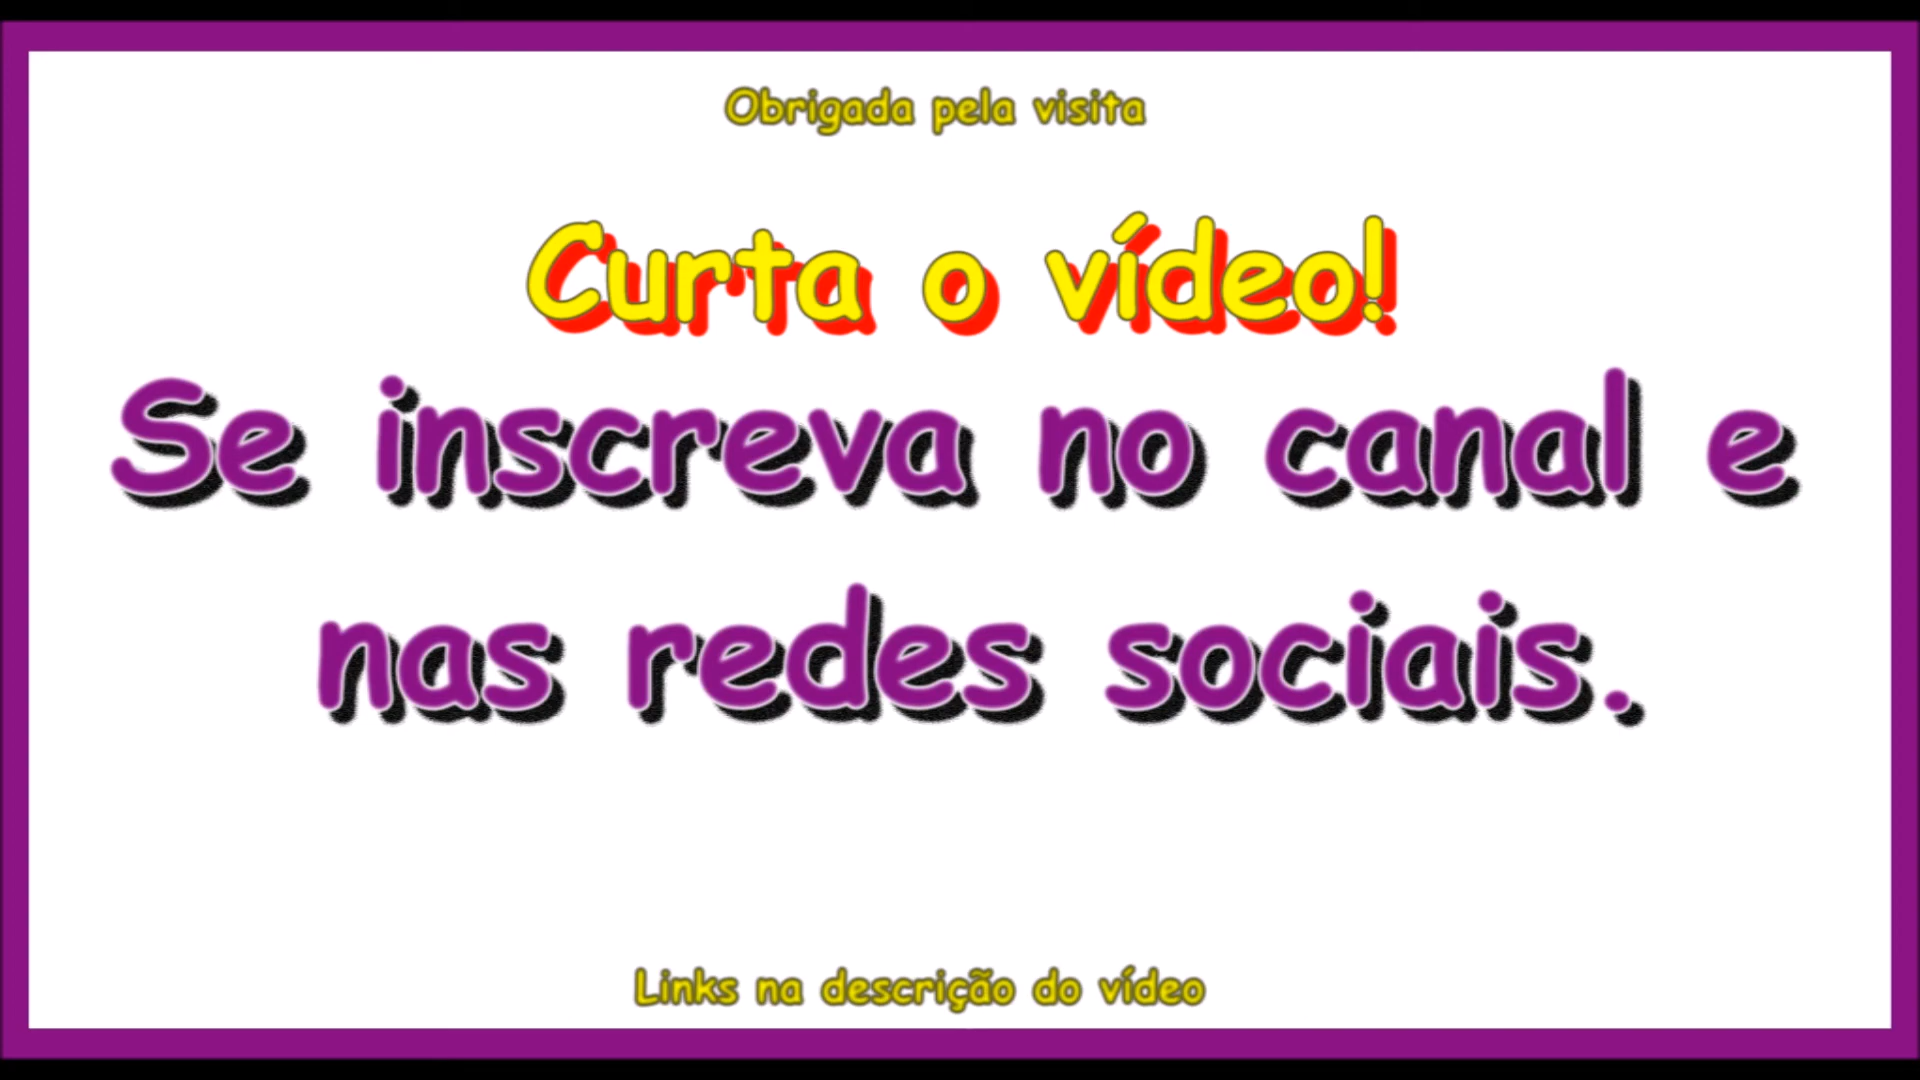 Obrigada pela visita
Curta o vídeo!
Se inscreva no canal e
nas redes sociais.
Links na descrição do vídeo